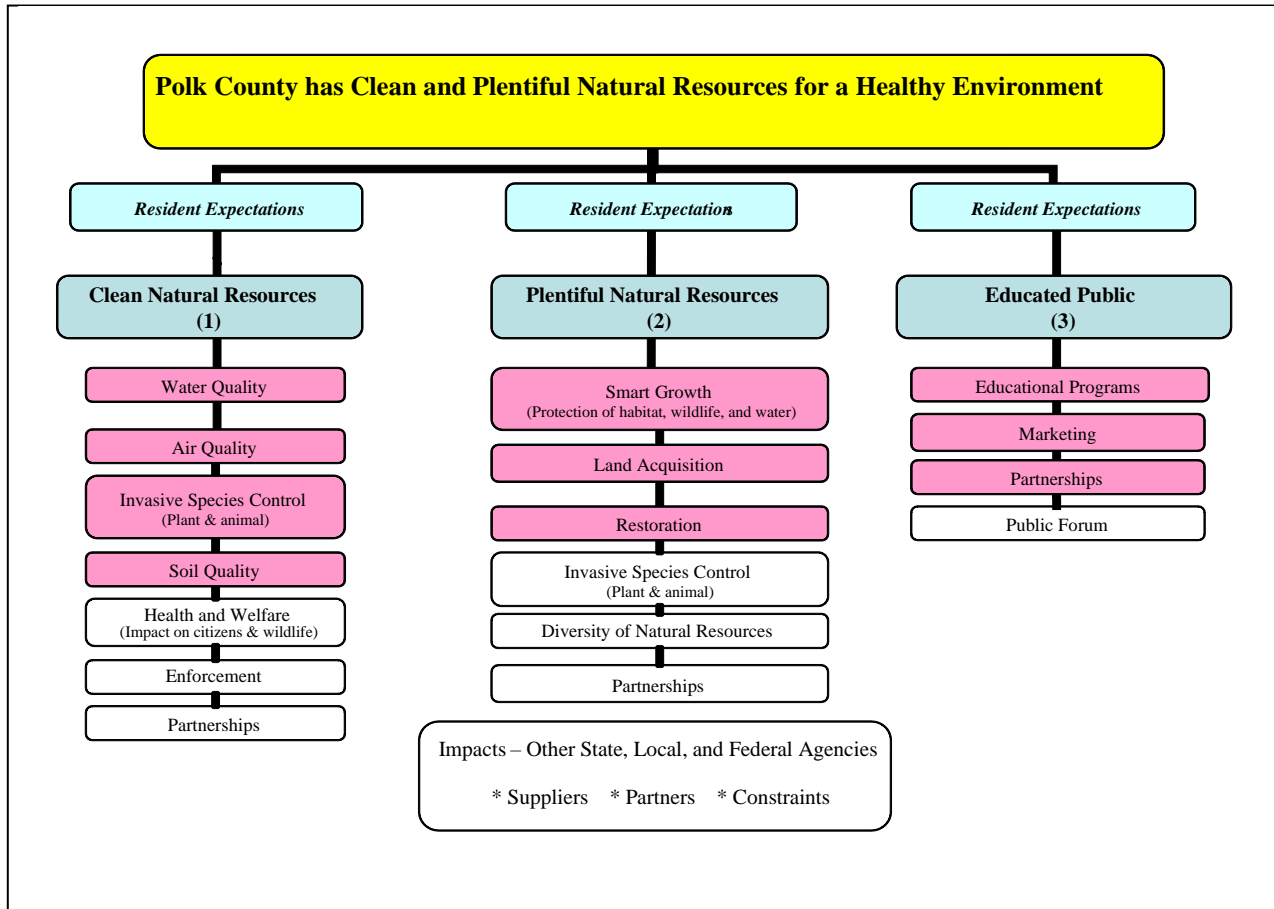 Polk County has Clean and Plentiful Natural Resources for a Healthy Environment
Resident Expectations
Resident Expectations
Resident Expectations
Clean Natural Resources
(1)
Plentiful Natural Resources
(2)
Educated Public
(3)
Water Quality
Air Quality
Invasive Species Control
(Plant & animal)
Soil Quality
Health and Welfare
(Impact on citizens & wildlife)
Enforcement
Partnerships
Smart Growth
(Protection of habitat, wildlife, and water)
Land Acquisition
Restoration
Invasive Species Control
(Plant & animal)
Diversity of Natural Resources
Partnerships
Educational Programs
Marketing
Partnerships
Public Forum
Impacts – Other State, Local, and Federal Agencies
* Suppliers * Partners * Constraints